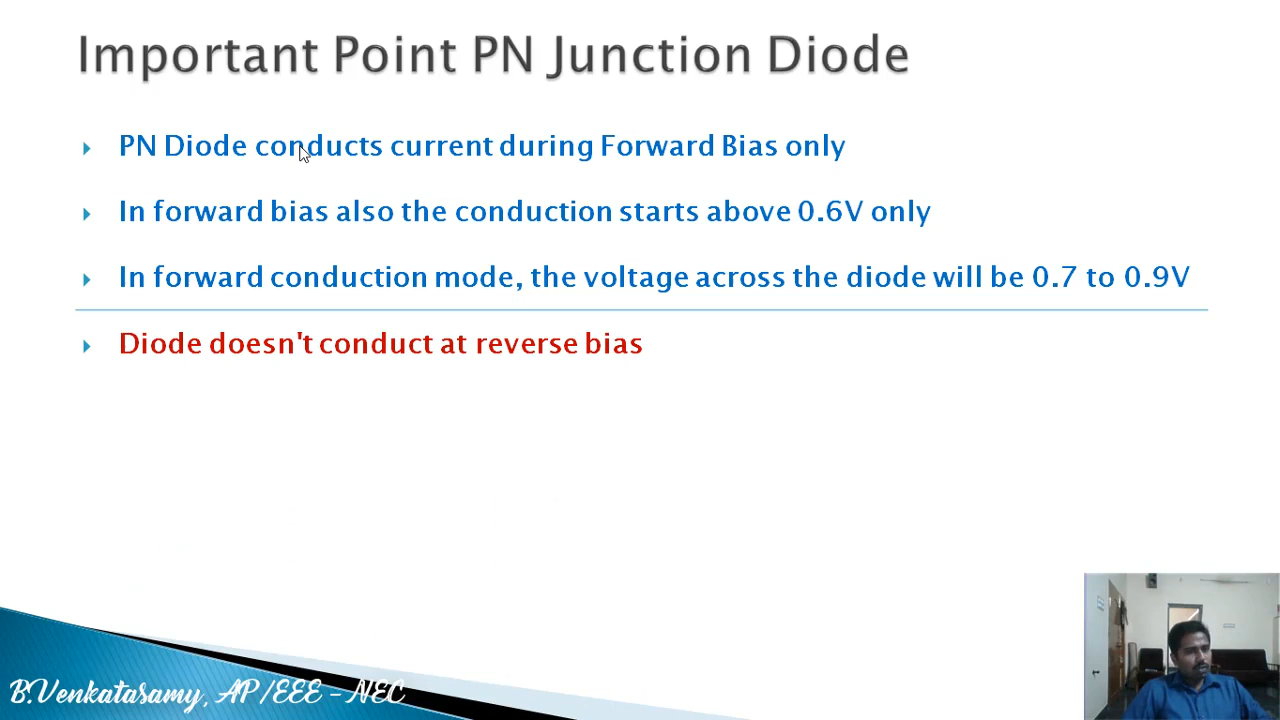 Important Point PN Junction Diode
PN Diode conducts current during Forward Bias only
In forward bias also the conduction starts above 0.6V only
In forward conduction mode, the voltage across the diode will be 0.7 to 0.9V
Diode doesn't conduct at reverse bias
B.Venkatasamy, AP/EEE - NEC